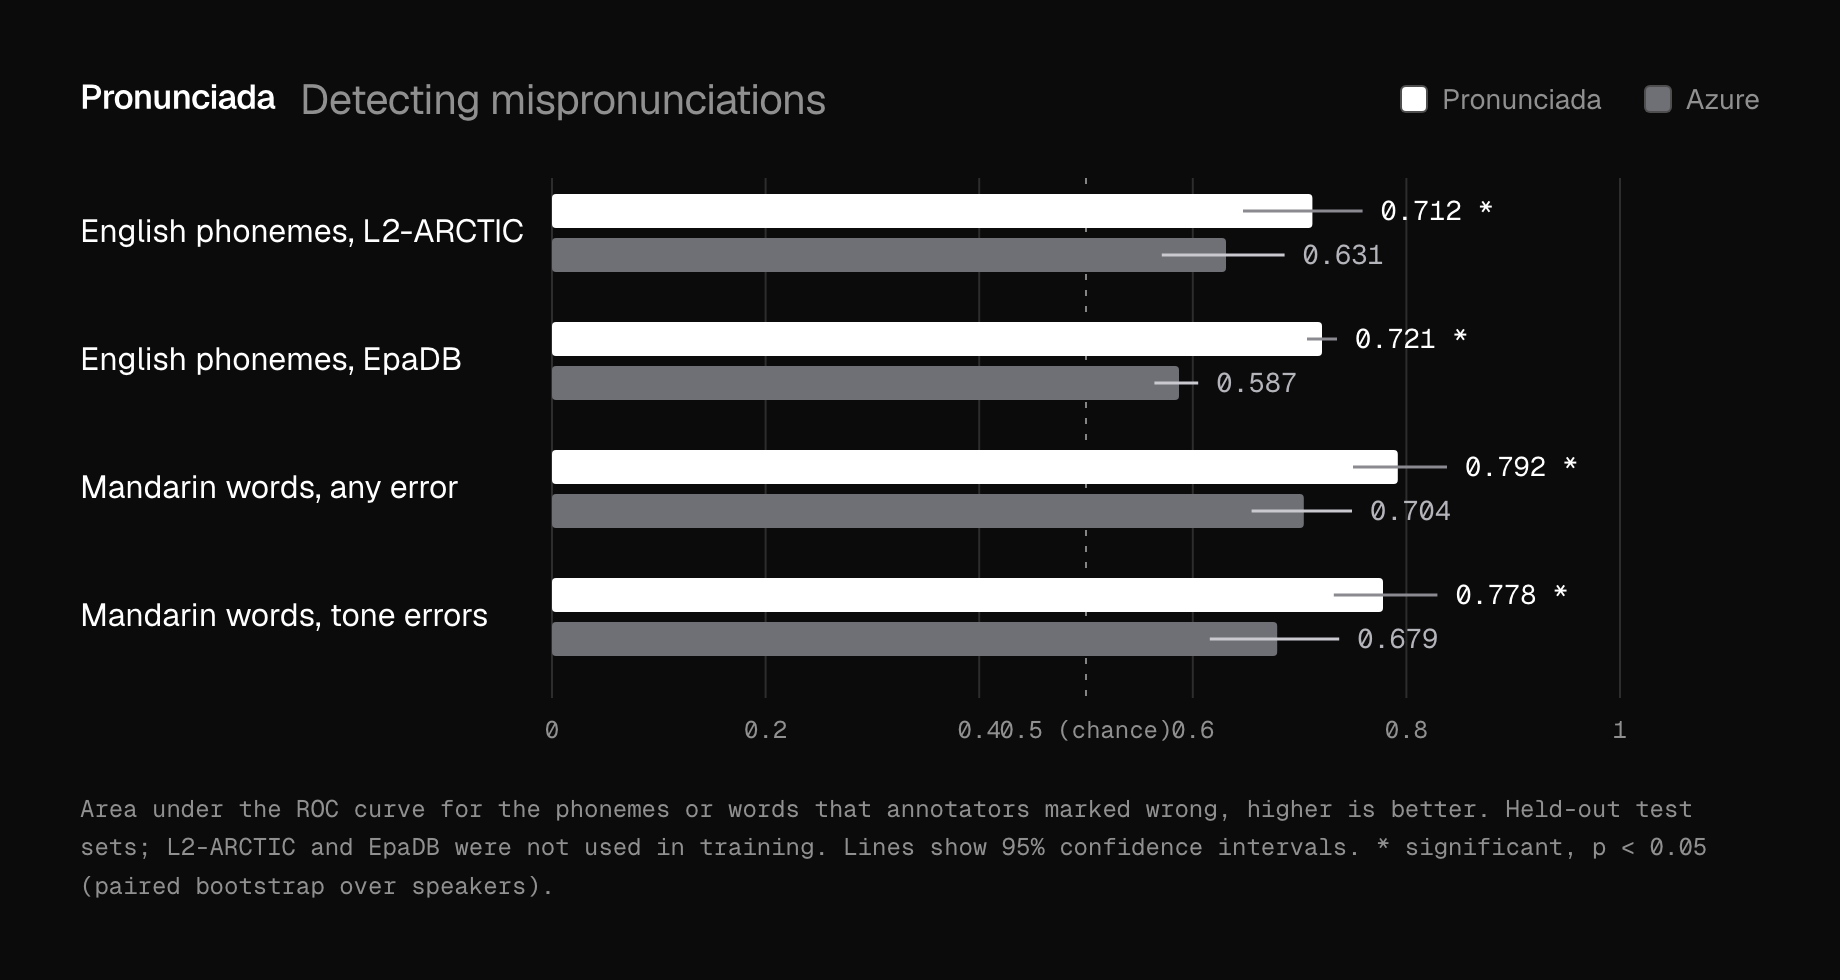 Pronunciada Detecting mispronunciations
Pronunciada Azure
English phonemes, L2-ARCTIC
0.712 *
0.631
English phonemes, EpaDB
0.721 *
0.587
Mandarin words, any error
0.792 *
0.704
Mandarin words, tone errors
0.778 *
0.679
0 0.2 0.4 0.5 (chance) 0.6 0.8 1
Area under the ROC curve for the phonemes or words that annotators marked wrong, higher is better. Held-out test
sets; L2-ARCTIC and EpaDB were not used in training. Lines show 95% confidence intervals. * significant, p < 0.05
(paired bootstrap over speakers).